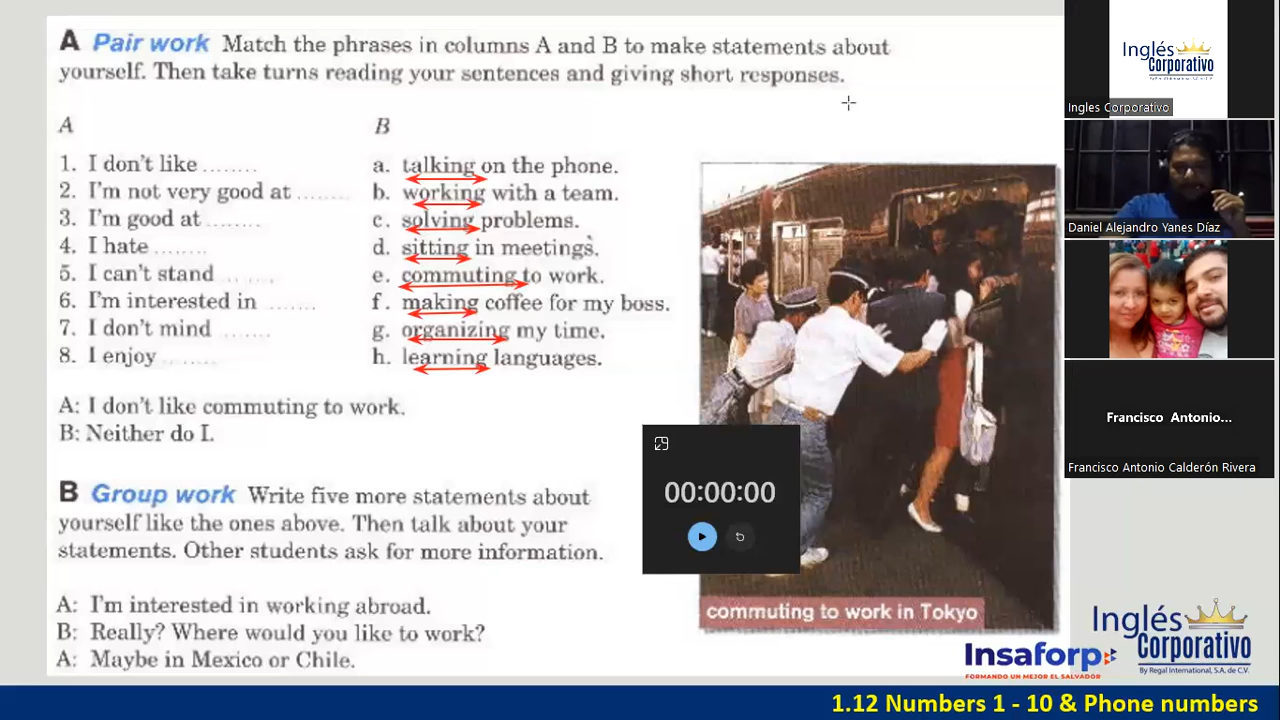 A Pair work Match the phrases in columns A and B to make statements about
yourself. Then take turns reading your sentences and giving short responses.
A
1. I don't like ........
2. I'm not very good at ........
3. I'm good at ........
4. I hate ........
5. I can't stand ........
6. I'm interested in .......
7. I don't mind ........
8. I enjoy ........
B
a. talking on the phone.
b. working with a team.
c. solving problems.
d. sitting in meetings.
e. commuting to work.
f. making coffee for my boss.
g. organizing my time.
h. learning languages.
A: I don't like commuting to work.
B: Neither do I.
B Group work Write five more statements about
yourself like the ones above. Then talk about your
statements. Other students ask for more information.
A: I'm interested in working abroad.
B: Really? Where would you like to work?
A: Maybe in Mexico or Chile.
00:00:00
commuting to work in Tokyo
Inglés
Corporativo
Ingles Corporativo
Daniel Alejandro Yanes Díaz
Francisco Antonio...
Francisco Antonio Calderón Rivera
Insaforp
FORMANDO UN MEJOR EL SALVADOR
Inglés
Corporativo
By Regal International, S.A. de C.V.
1.12 Numbers 1 - 10 & Phone numbers